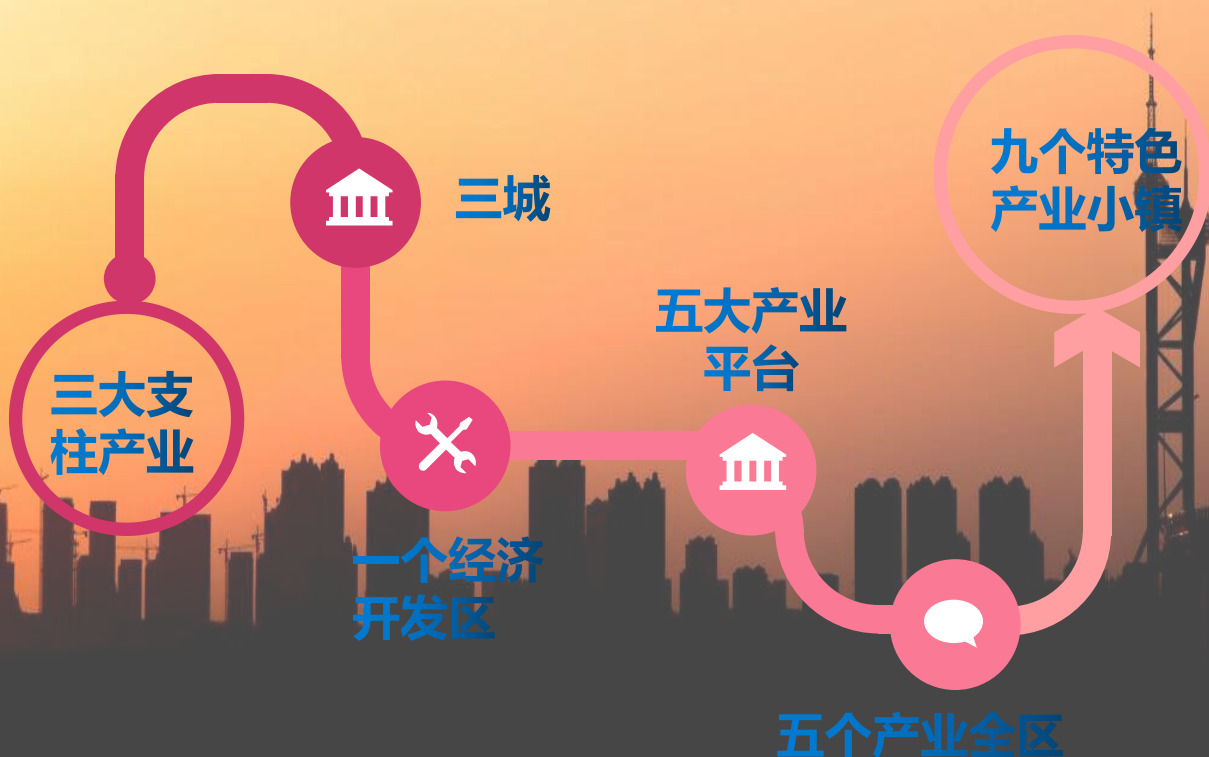 三大支
柱产业
三城
一个经济
开发区
五大产业
平台
五个产业全区
九个特色
产业小镇